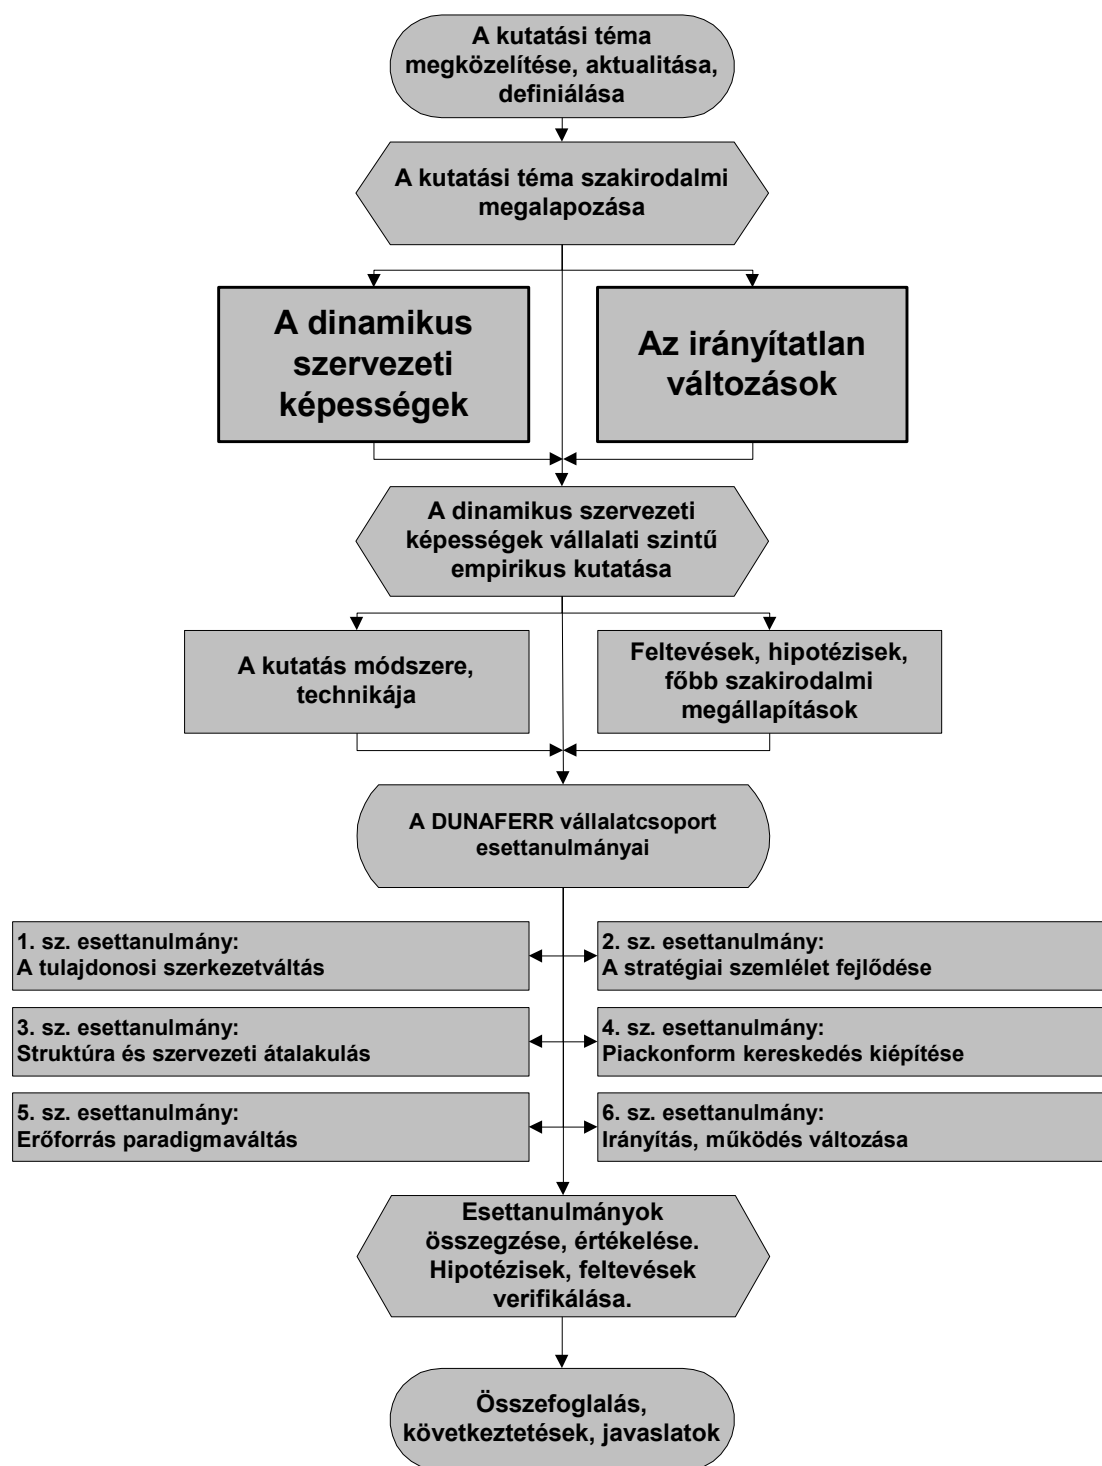 A kutatási téma
megközelítése, aktualitása,
definiálása
A kutatási téma szakirodalmi
megalapozása
A dinamikus
szervezeti
képességek
Az irányítatlan
változások
A dinamikus szervezeti
képességek vállalati szintű
empirikus kutatása
A kutatás módszere,
technikája
Feltevések, hipotézisek,
főbb szakirodalmi
megállapítások
A DUNAFERR vállalatcsoport
esettanulmányai
1. sz. esettanulmány:
A tulajdonosi szerkezetváltás
2. sz. esettanulmány:
A stratégiai szemlélet fejlődése
3. sz. esettanulmány:
Struktúra és szervezeti átalakulás
4. sz. esettanulmány:
Piackonform kereskedés kiépítése
5. sz. esettanulmány:
Erőforrás paradigmaváltás
6. sz. esettanulmány:
Irányítás, működés változása
Esettanulmányok
összegzése, értékelése.
Hipotézisek, feltevések
verifikálása.
Összefoglalás,
következtetések, javaslatok